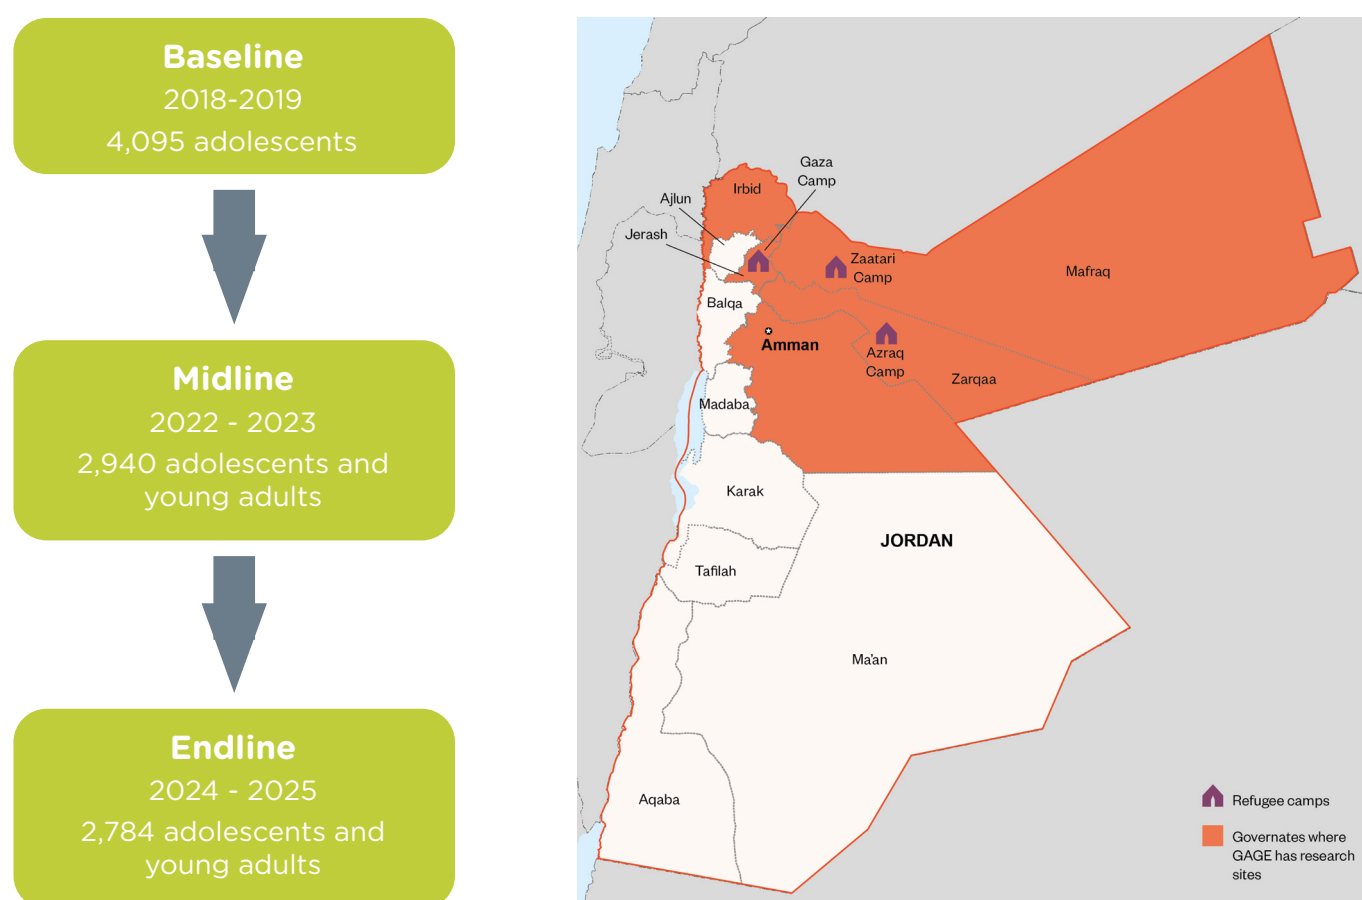 Baseline
2018-2019
4,095 adolescents
Midline
2022 - 2023
2,940 adolescents and
young adults
Endline
2024 - 2025
2,784 adolescents and
young adults
Gaza
Camp
Irbid
Ajlun
Jerash
Zaatari
Camp
Mafraq
Balqa
Amman
Azraq
Camp
Zarqaa
Madaba
Karak
JORDAN
Tafilah
Ma'an
Aqaba
Refugee camps
Governates where
GAGE has research
sites